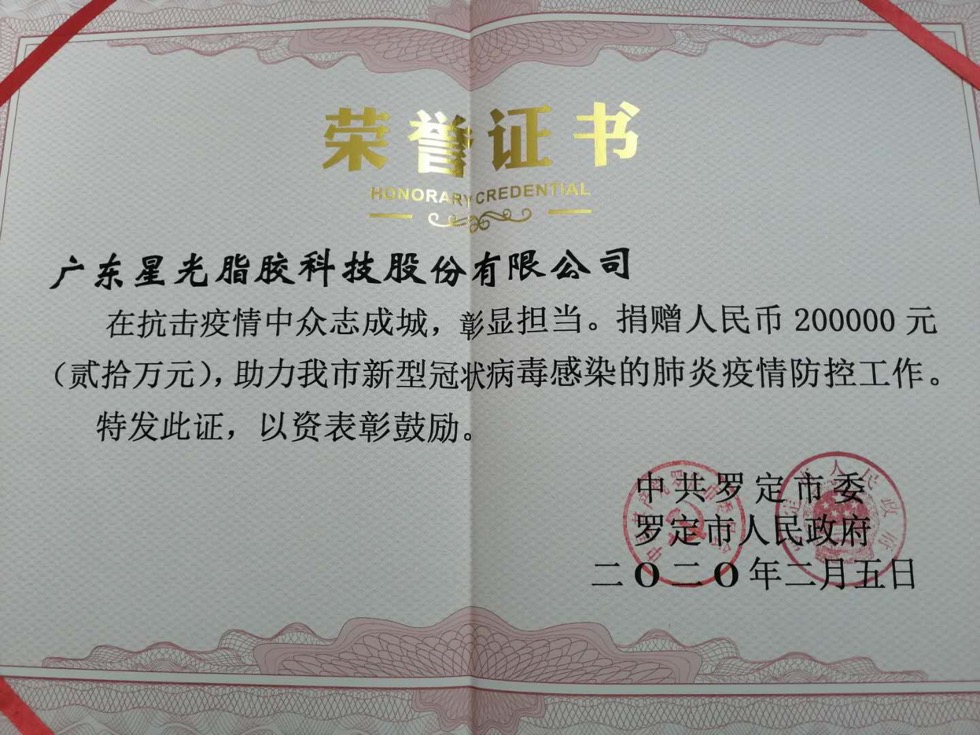 荣誉证书
HONORARY CREDENTIAL
广东星光脂胶科技股份有限公司
在抗击疫情中众志成城，彰显担当。捐赠人民币 200000 元
（贰拾万元），助力我市新型冠状病毒感染的肺炎疫情防控工作。
特发此证，以资表彰鼓励。
中共罗定市委
罗定市人民政府
二O二O年二月五日